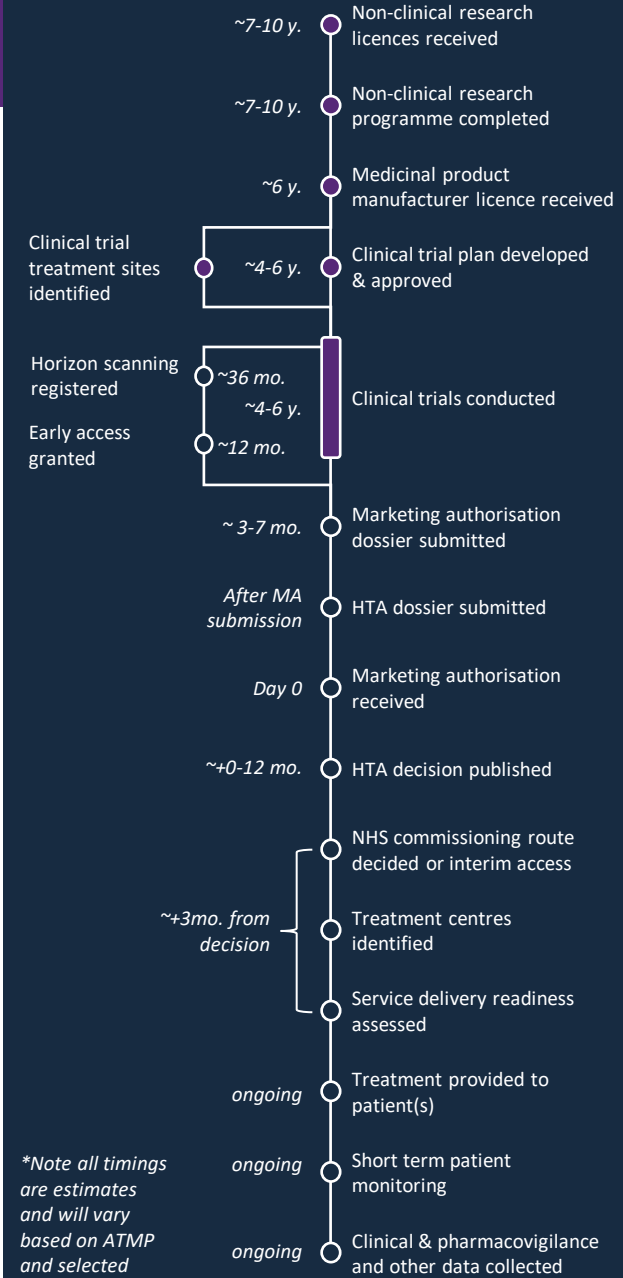 ~7-10 y.
Non-clinical research
licences received
~7-10 y.
Non-clinical research
programme completed
~6 y.
Medicinal product
manufacturer licence received
Clinical trial
treatment sites
identified
~4-6 y.
Clinical trial plan developed
& approved
Horizon scanning
registered
~36 mo.
~4-6 y.
Clinical trials conducted
Early access
granted
~12 mo.
~ 3-7 mo.
Marketing authorisation
dossier submitted
After MA
submission
HTA dossier submitted
Day 0
Marketing authorisation
received
~+0-12 mo.
HTA decision published
NHS commissioning route
decided or interim access
~+3mo. from
decision
Treatment centres
identified
Service delivery readiness
assessed
ongoing
Treatment provided to
patient(s)
ongoing
Short term patient
monitoring
ongoing
Clinical & pharmacovigilance
and other data collected
*Note all timings
are estimates
and will vary
based on ATMP
and selected